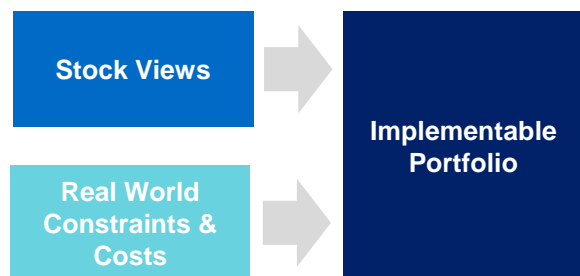 Stock Views
Implementable
Portfolio
Real World
Constraints &
Costs